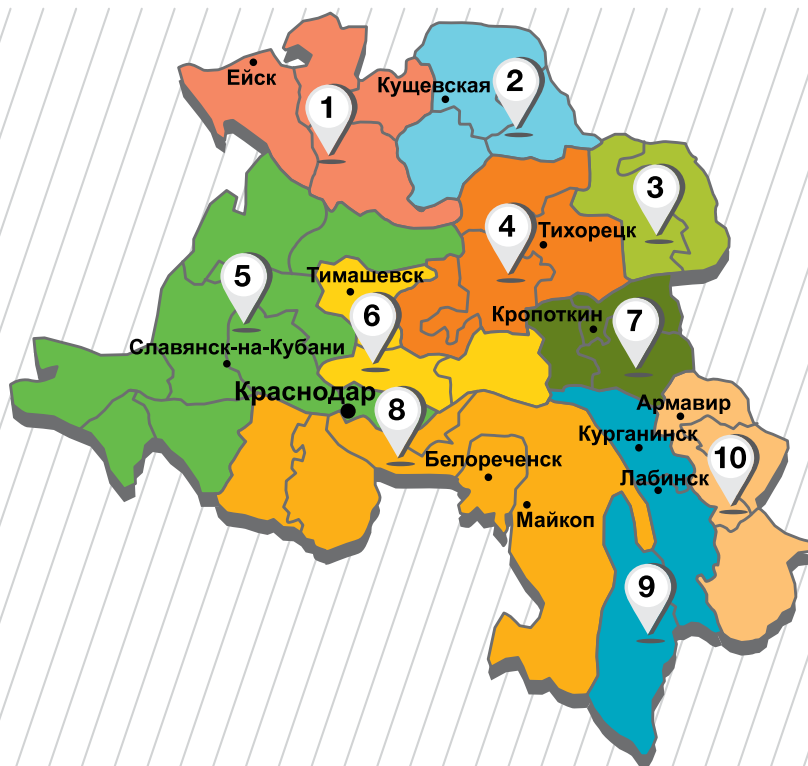 Ейск
1
Кущевская
2
3
4
Тихорецк
5
Тимашевск
6
Кропоткин
7
Славянск-на-Кубани
Краснодар
8
Армавир
Курганинск
Белореченск
10
Лабинск
Майкоп
9